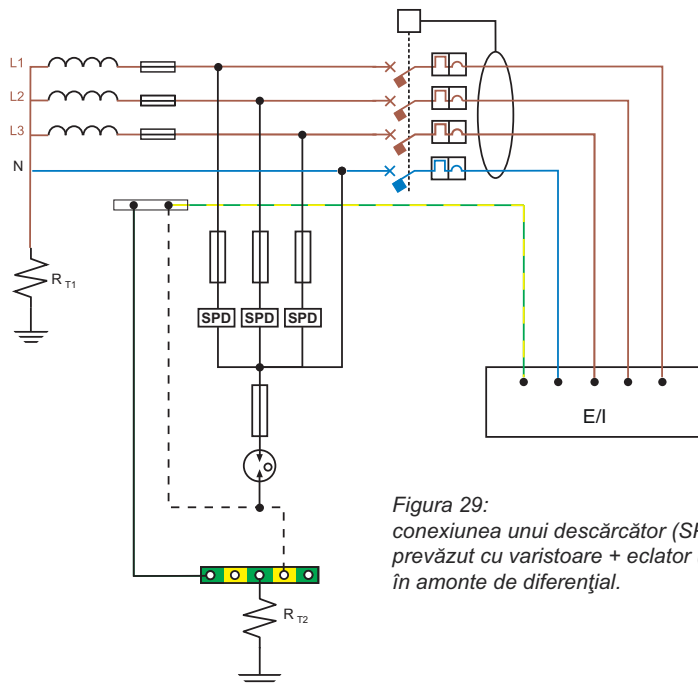 L1
L2
L3
N
R T1
SPD SPD SPD
E/I
Figura 29:
conexiunea unui descărcător
prevăzut cu varistoare + eclator
în amonte de diferenţial.
R T2